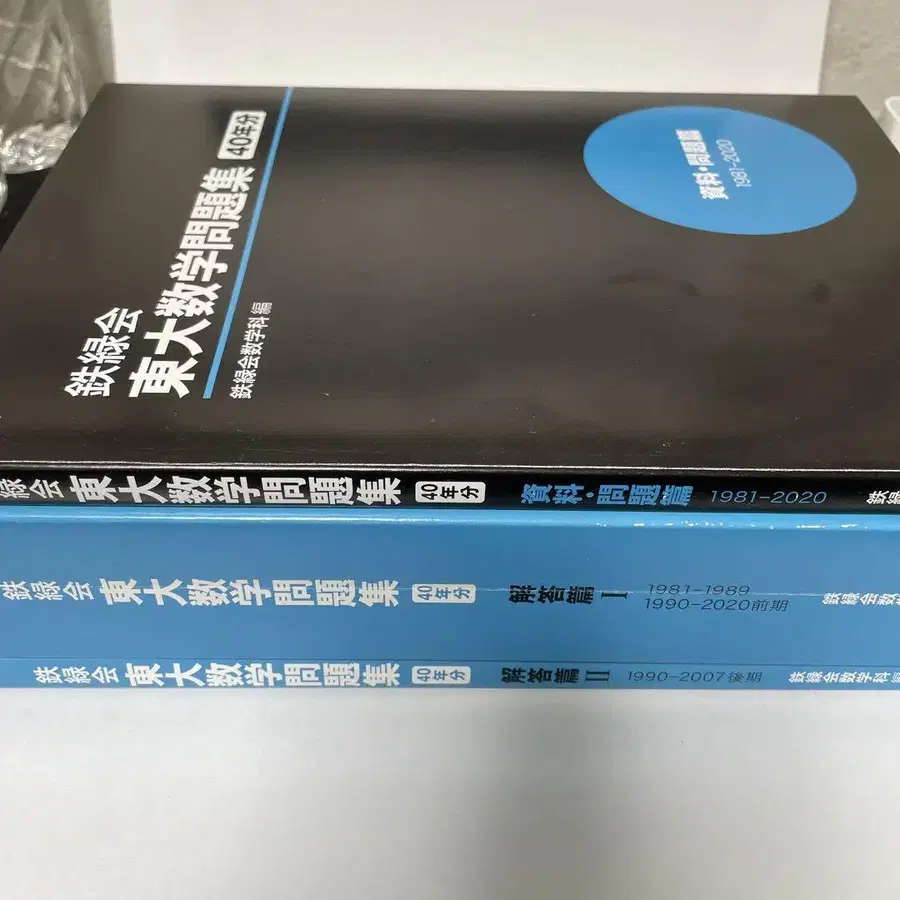 鉄緑会
東大数学問題集 40年分
鉄緑会数学科 編
資料・問題篇
1981-2020
緑会 東大数学問題集 40年分 資料・問題篇 1981-2020 鉄緑
鉄緑会 東大数学問題集 40年分 解答篇 I 1981-1989
1990-2020前期 鉄緑会数
鉄緑会 東大数学問題集 40年分 解答篇 II 1990-2007後期 鉄緑会数学科